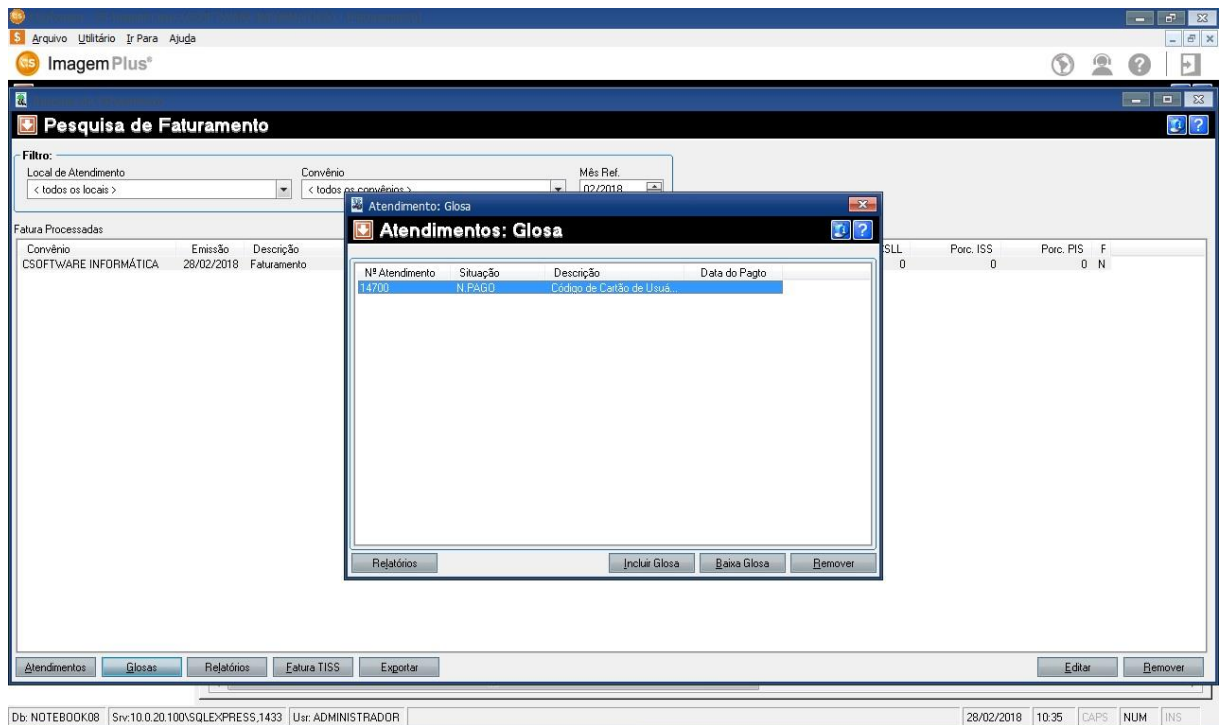 Arquivo Utilitário Ir Para Ajuda
ImagemPlus®
Pesquisa de Faturamento
Filtro:
Local de Atendimento Convênio Mês Ref.
< todos os locais > < todos os convênios > 02/2018
Atendimento: Glosa
Atendimentos: Glosa
Fatura Processadas
Convênio Emissão Descrição CSLL Porc. ISS Porc. PIS F
CSOFTWARE INFORMÁTICA 28/02/2018 Faturamento 0 0 0 N
Nª Atendimento Situação Descrição Data do Pagto
14700 N.PAGO Código de Cartão de Usuá...
Relatórios Incluir Glosa Baixa Glosa Remover
Atendimentos Glosas Relatórios Fatura TISS Exportar Editar Remover
Db: NOTEBOOK08 Srv:10.0.20.100\SQLEXPRESS,1433 Usr: ADMINISTRADOR 28/02/2018 10:35 CAPS NUM INS